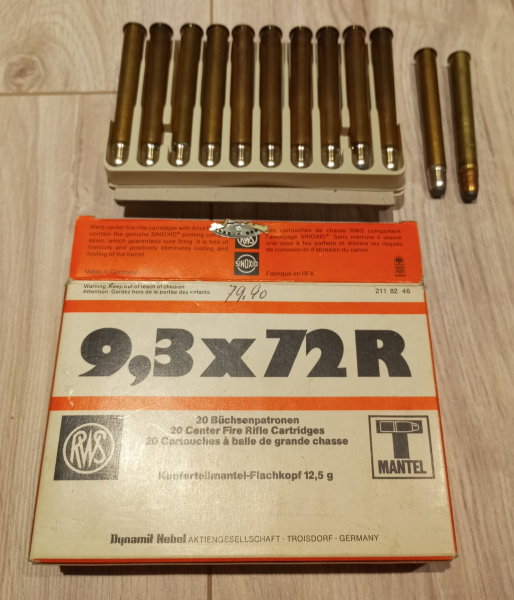 RWS center fire rifle cartridges with
contain the genuine SINOXID® priming
ation, which guarantees sure firing. It is free of
mercury and positively eliminates rusting and
fouling of the barrel.
Made in Germany
RWS
SINOXID
cartouches de chasse RWS comportent
l'amorçage SINOXID®. Sans mercure il assure
une mise à feu parfaite et élimine les risques
de corrosion et d'abrasion du canon.
Fabriqué en R.F.A.
Warning: Keep out of reach of children
Attention: Gardez hors de la portée des enfants
79,90
211 82 46
9,3x72R
RWS
20 Büchsenpatronen
20 Center Fire Rifle Cartridges
20 Cartouches à balle de grande chasse
Kupferteilmantel-Flachkopf 12,5 g
T
MANTEL
Dynamit Nobel AKTIENGESELLSCHAFT · TROISDORF · GERMANY